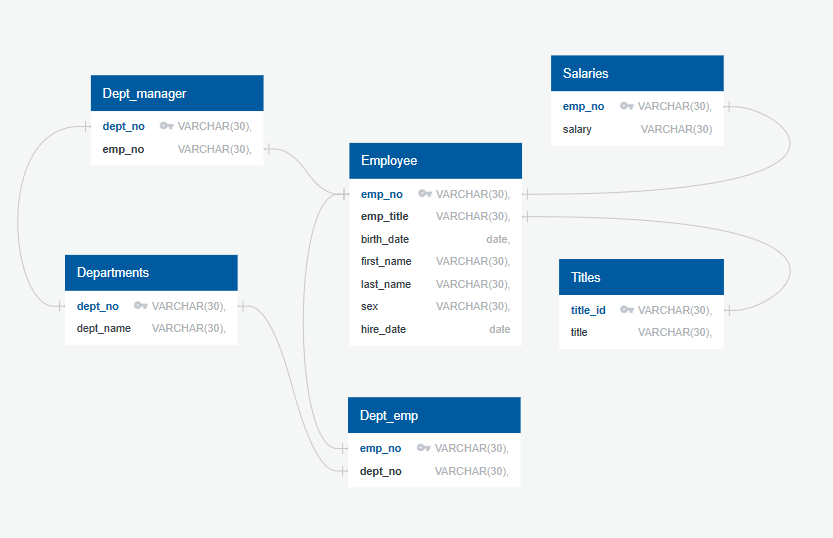 Dept_manager
dept_no VARCHAR(30),
emp_no VARCHAR(30),
Departments
dept_no VARCHAR(30),
dept_name VARCHAR(30),
Employee
emp_no VARCHAR(30),
emp_title VARCHAR(30),
birth_date date,
first_name VARCHAR(30),
last_name VARCHAR(30),
sex VARCHAR(30),
hire_date date
Dept_emp
emp_no VARCHAR(30),
dept_no VARCHAR(30),
Salaries
emp_no VARCHAR(30),
salary VARCHAR(30)
Titles
title_id VARCHAR(30),
title VARCHAR(30),